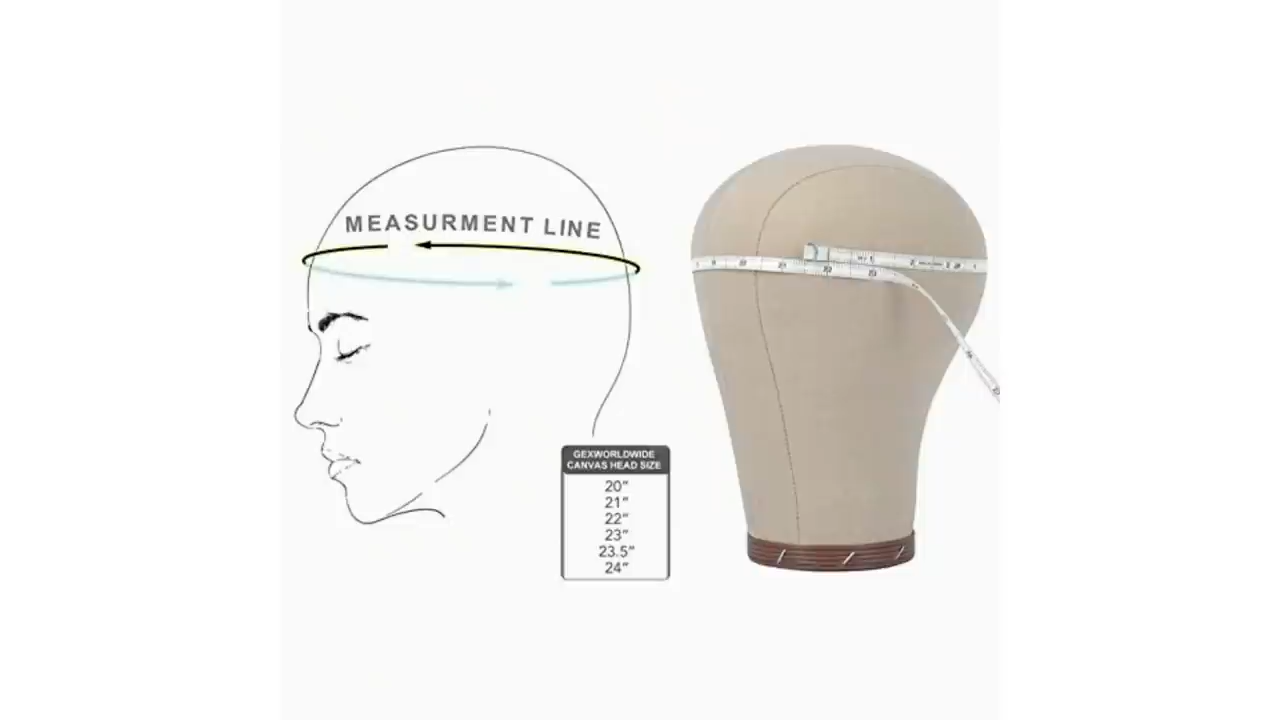 MEASURMENT LINE
GEXWORLDWIDE
CANVAS HEAD SIZE
20"
21"
22"
23"
23.5"
24"